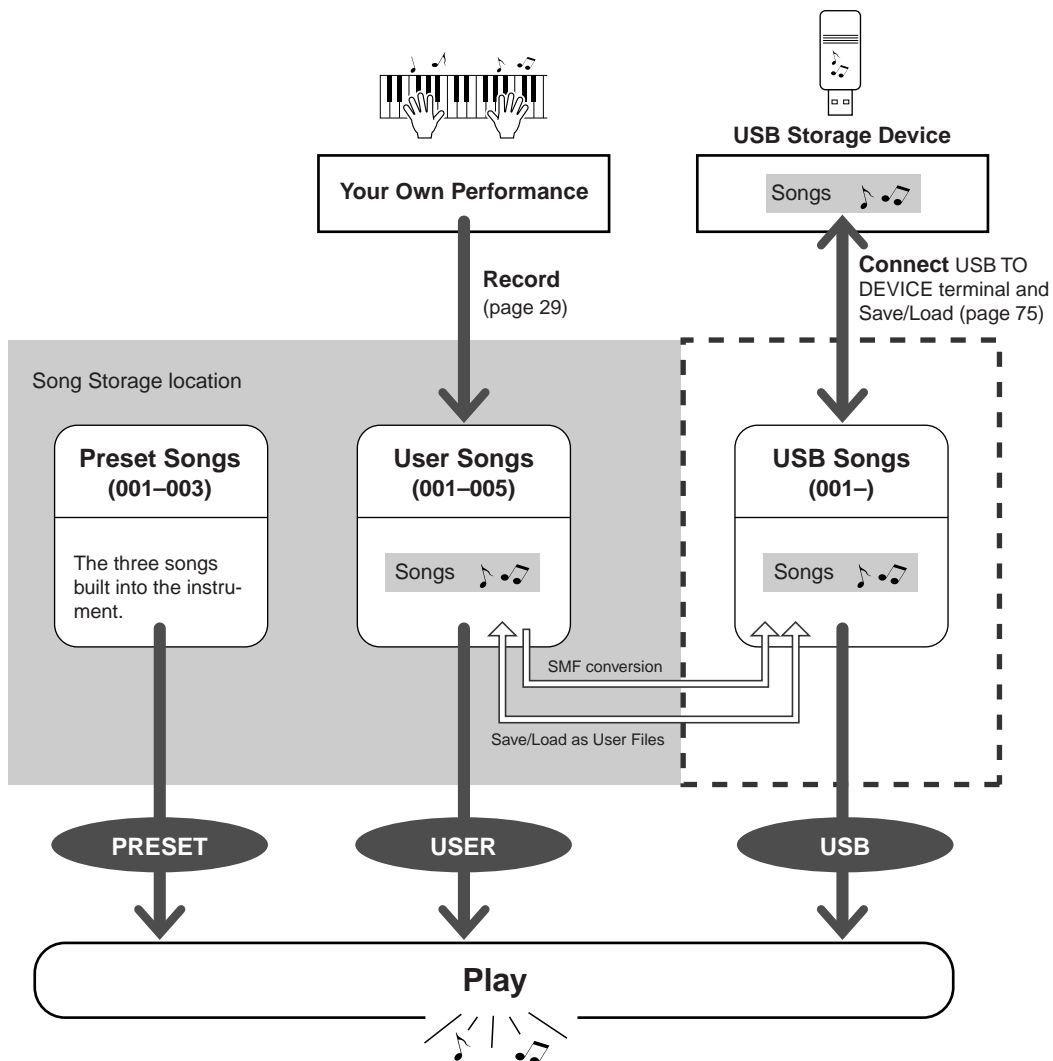 USB Storage Device
Your Own Performance
Songs
Record
(page 29)
Connect USB TO
DEVICE terminal and
Save/Load (page 75)
Song Storage location
Preset Songs
(001–003)
The three songs
built into the instru-
ment.
User Songs
(001–005)
Songs
USB Songs
(001–)
Songs
SMF conversion
Save/Load as User Files
PRESET
USER
USB
Play